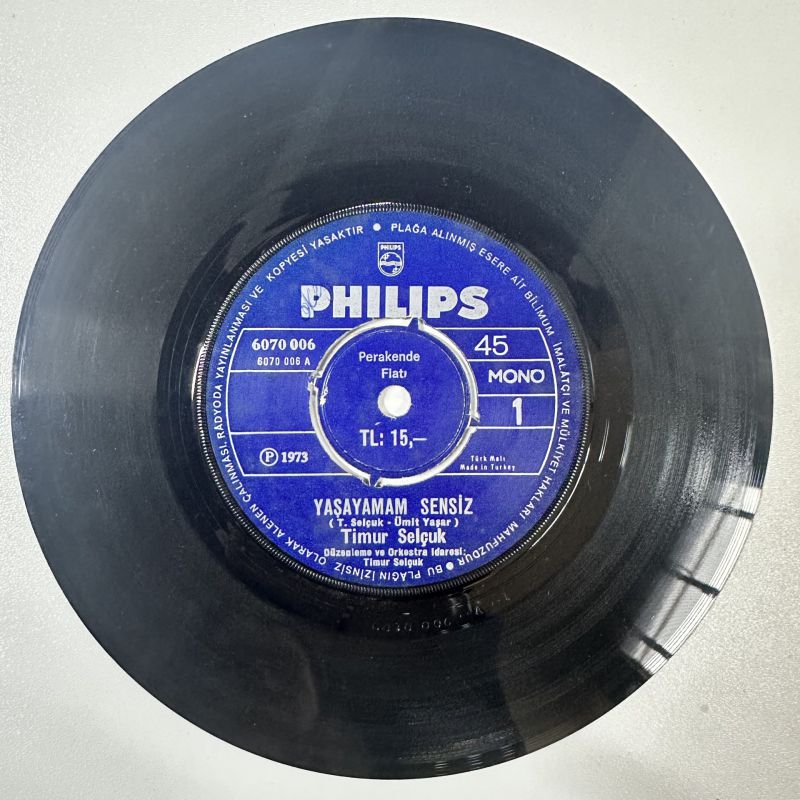 PLAĞA ALINMIŞ ESERE AİT BİLİMUM İMALATÇI VE MÜLKİYET HAKLARI MAHFUZDUR ● BU PLAĞIN İZİNSİZ OLARAK ALENEN ÇALINMASI, RADYODA YAYINLANMASI VE KOPYESİ YASAKTIR ●
PHILIPS
PHILIPS
6070 006
6070 006 A
Perakende
Fiatı
TL: 15,—
45
MONO
1
Ⓟ 1973
Türk Malı
Made in Turkey
YAŞAYAMAM SENSİZ
( T. Selçuk - Ümit Yaşar )
Timur Selçuk
Düzenleme ve Orkestra İdaresi:
Timur Selçuk